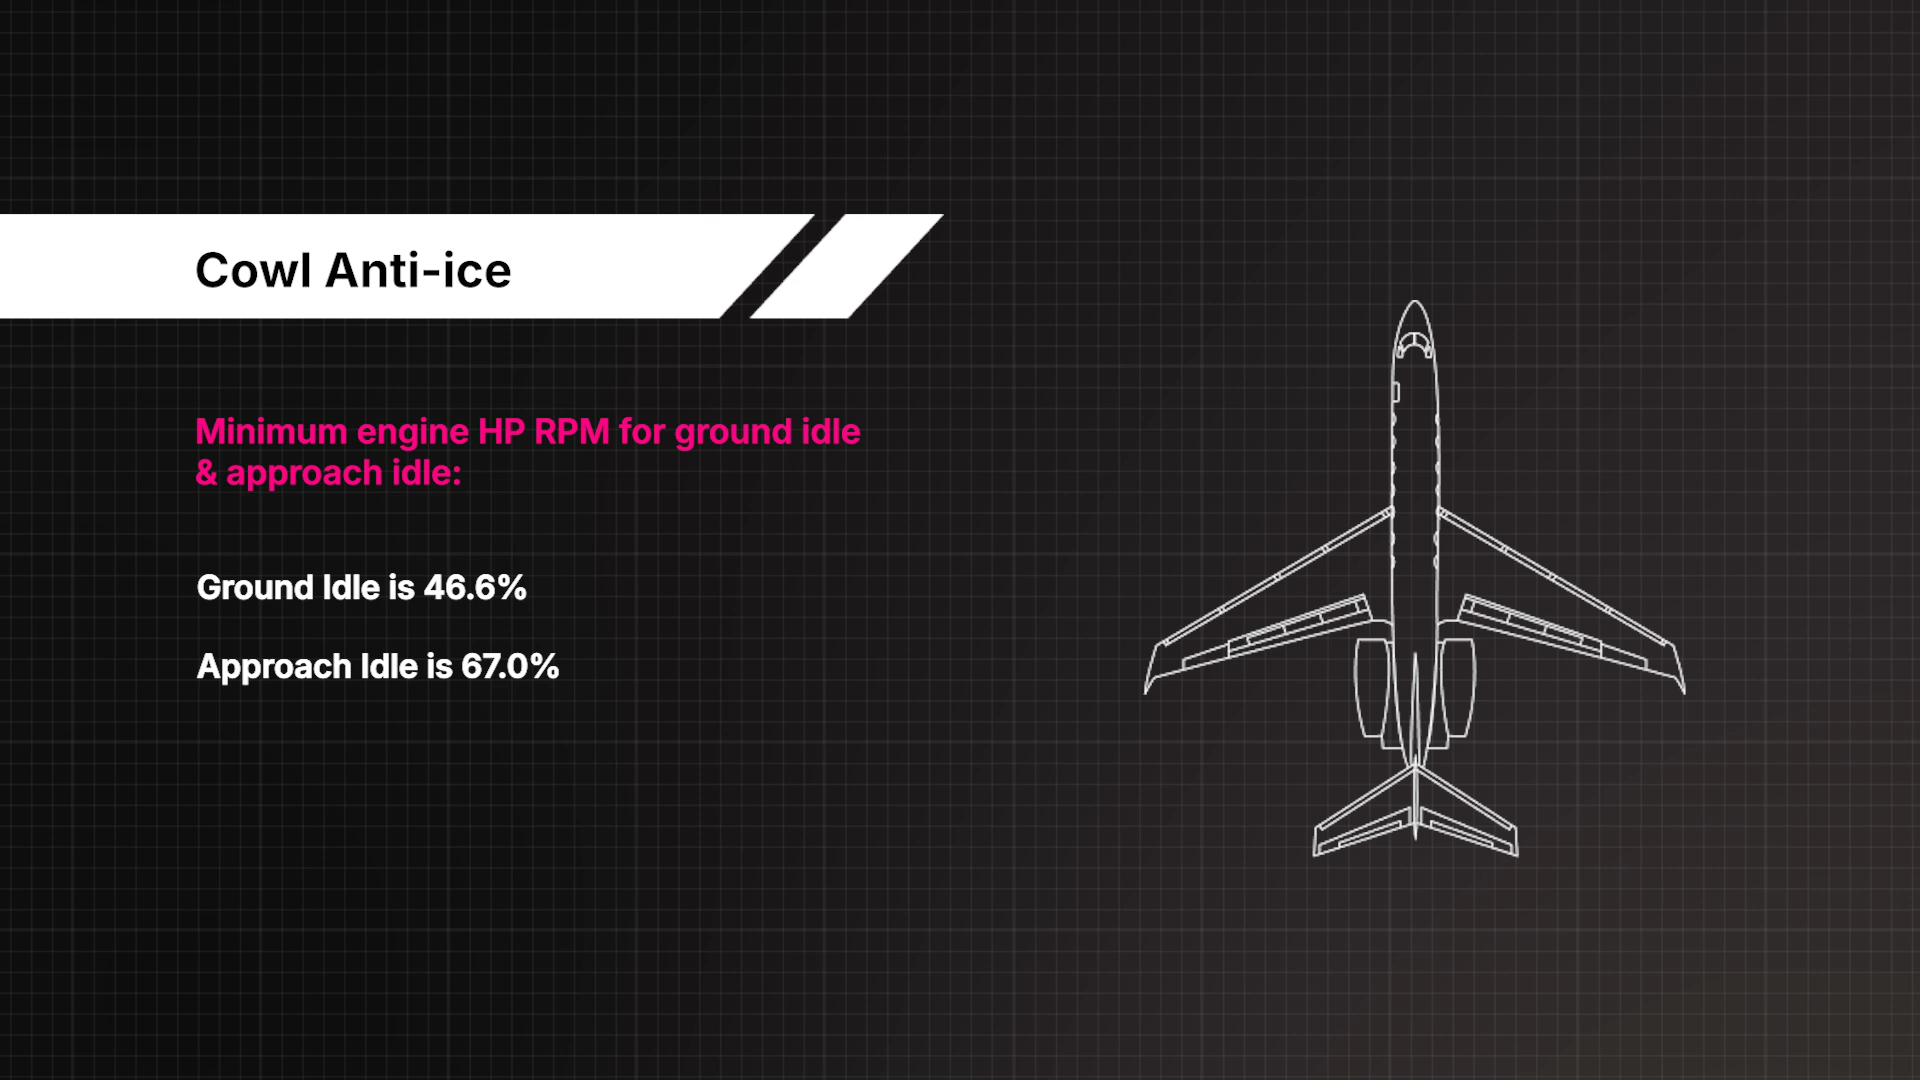 Cowl Anti-ice
Minimum engine HP RPM for ground idle
& approach idle:
Ground Idle is 46.6%
Approach Idle is 67.0%